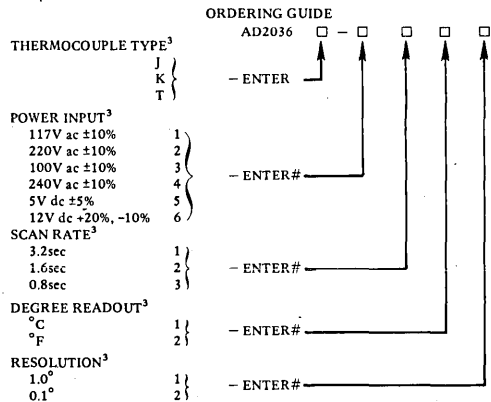 ORDERING GUIDE
AD2036 □ – □ □ □ □
THERMOCOUPLE TYPE³
J
K – ENTER
T
POWER INPUT³
117V ac ±10% 1
220V ac ±10% 2
100V ac ±10% 3 – ENTER#
240V ac ±10% 4
5V dc ±5% 5
12V dc +20%, -10% 6
SCAN RATE³
3.2sec 1
1.6sec 2 – ENTER#
0.8sec 3
DEGREE READOUT³
°C 1 – ENTER#
°F 2
RESOLUTION³
1.0° 1 – ENTER#
0.1° 2